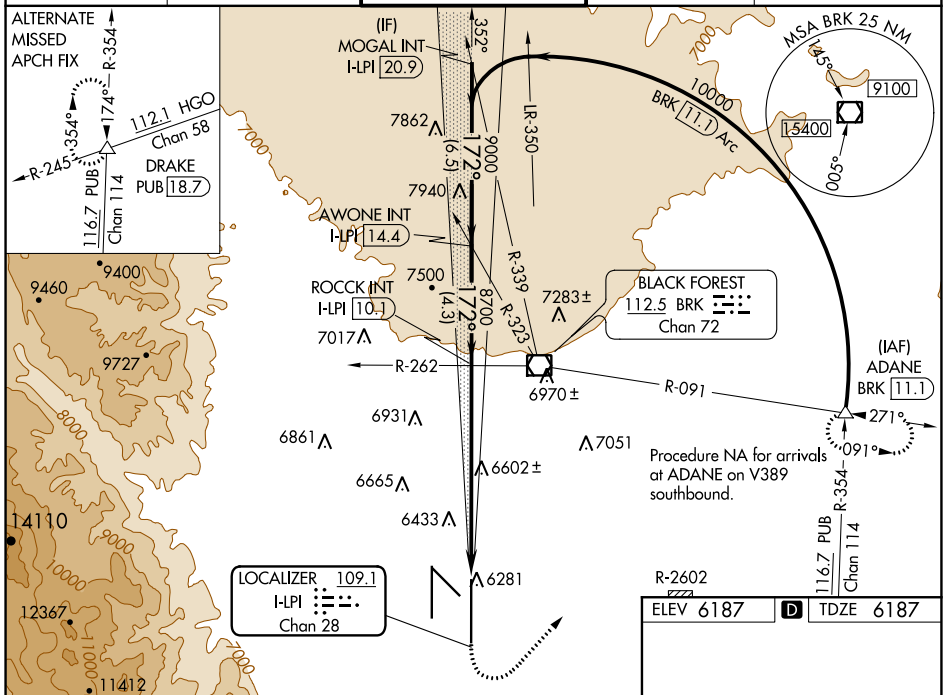 ALTERNATE
MISSED
APCH FIX
R-354
174°
354°
112.1 HGO
Chan 58
R-245
DRAKE
PUB 18.7
116.7 PUB
Chan 114
7000
(IF)
MOGAL INT
I-LPI 20.9
352°
7000
MSA BRK 25 NM
145°
9100
15400
005°
10000
BRK 11.1 Arc
LR-350
7862
172°
9000
(6.5)
7940
AWONE INT
I-LPI 14.4
R-339
R-323
7500
172°
8700
(4.3)
ROCCK INT
I-LPI 10.1
7283±
BLACK FOREST
112.5 BRK
Chan 72
7017
R-262
6970±
R-091
(IAF)
ADANE
BRK 11.1
271°
091°
9400
9460
9727
8000
6931
6861
7051
Procedure NA for arrivals
at ADANE on V389
southbound.
6602±
6665
6433
R-354
116.7 PUB
Chan 114
14110
9000
10000
12367
11000
11412
7000
LOCALIZER 109.1
I-LPI
Chan 28
6281
R-2602
ELEV 6187
D
TDZE 6187